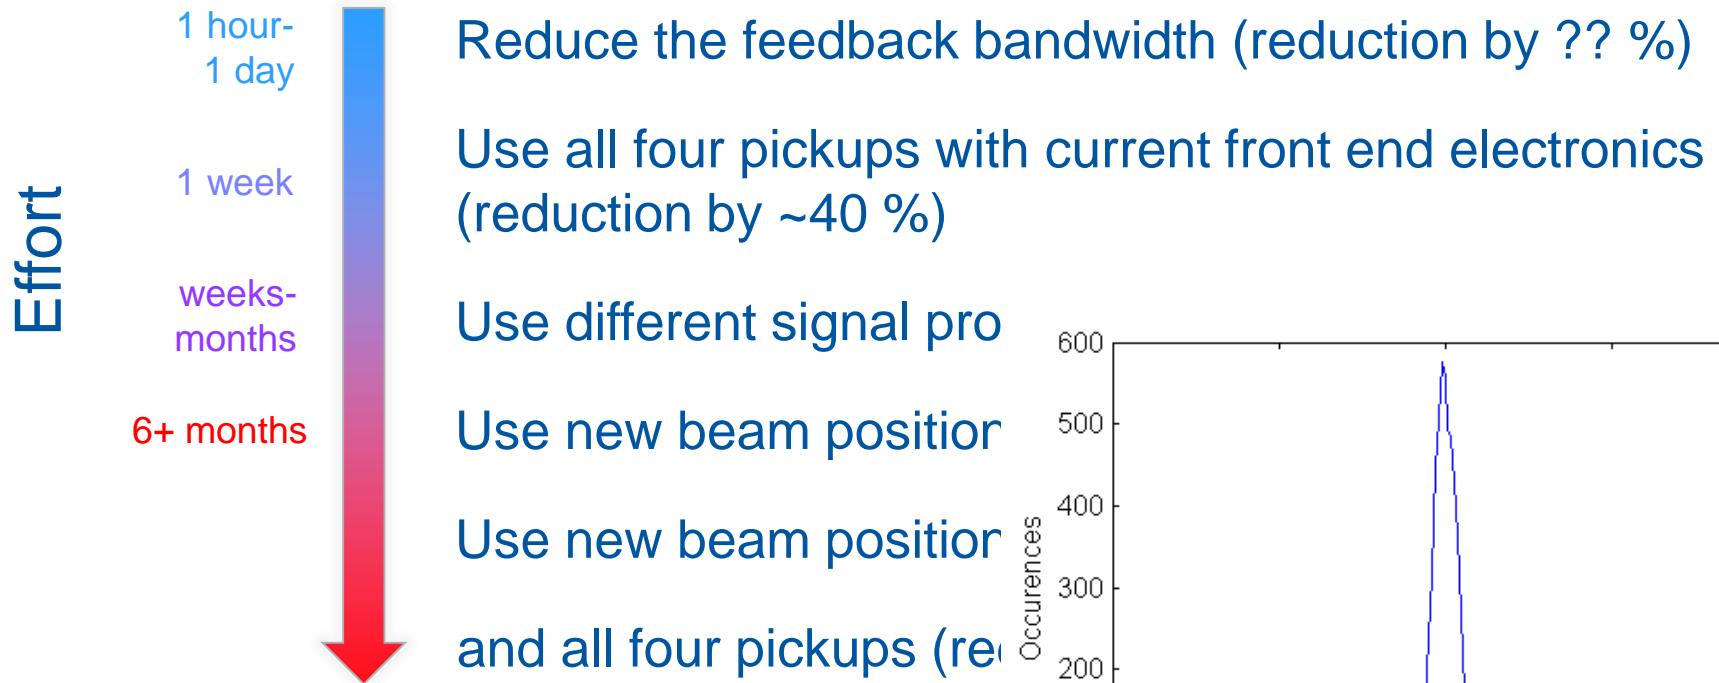 Effort
1 hour-
1 day
Reduce the feedback bandwidth (reduction by ?? %)
1 week
Use all four pickups with current front end electronics
(reduction by ~40 %)
weeks-
months
Use different signal pro
6+ months
Use new beam position
Use new beam position
and all four pickups (re
Occurences
600
500
400
300
200